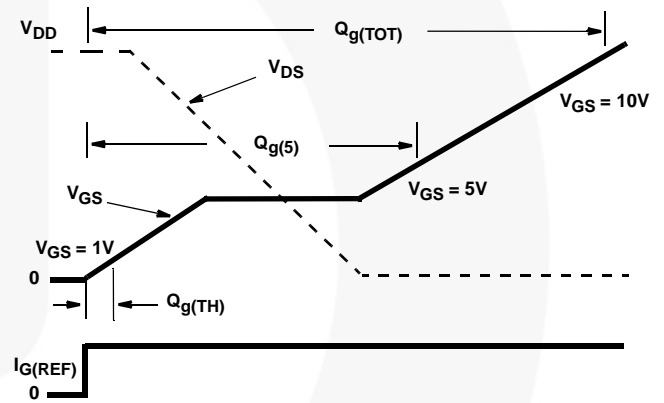 V_DD
Q_g(TOT)
V_DS
V_GS = 10V
Q_g(5)
V_GS
V_GS = 5V
V_GS = 1V
0
Q_g(TH)
I_G(REF)
0